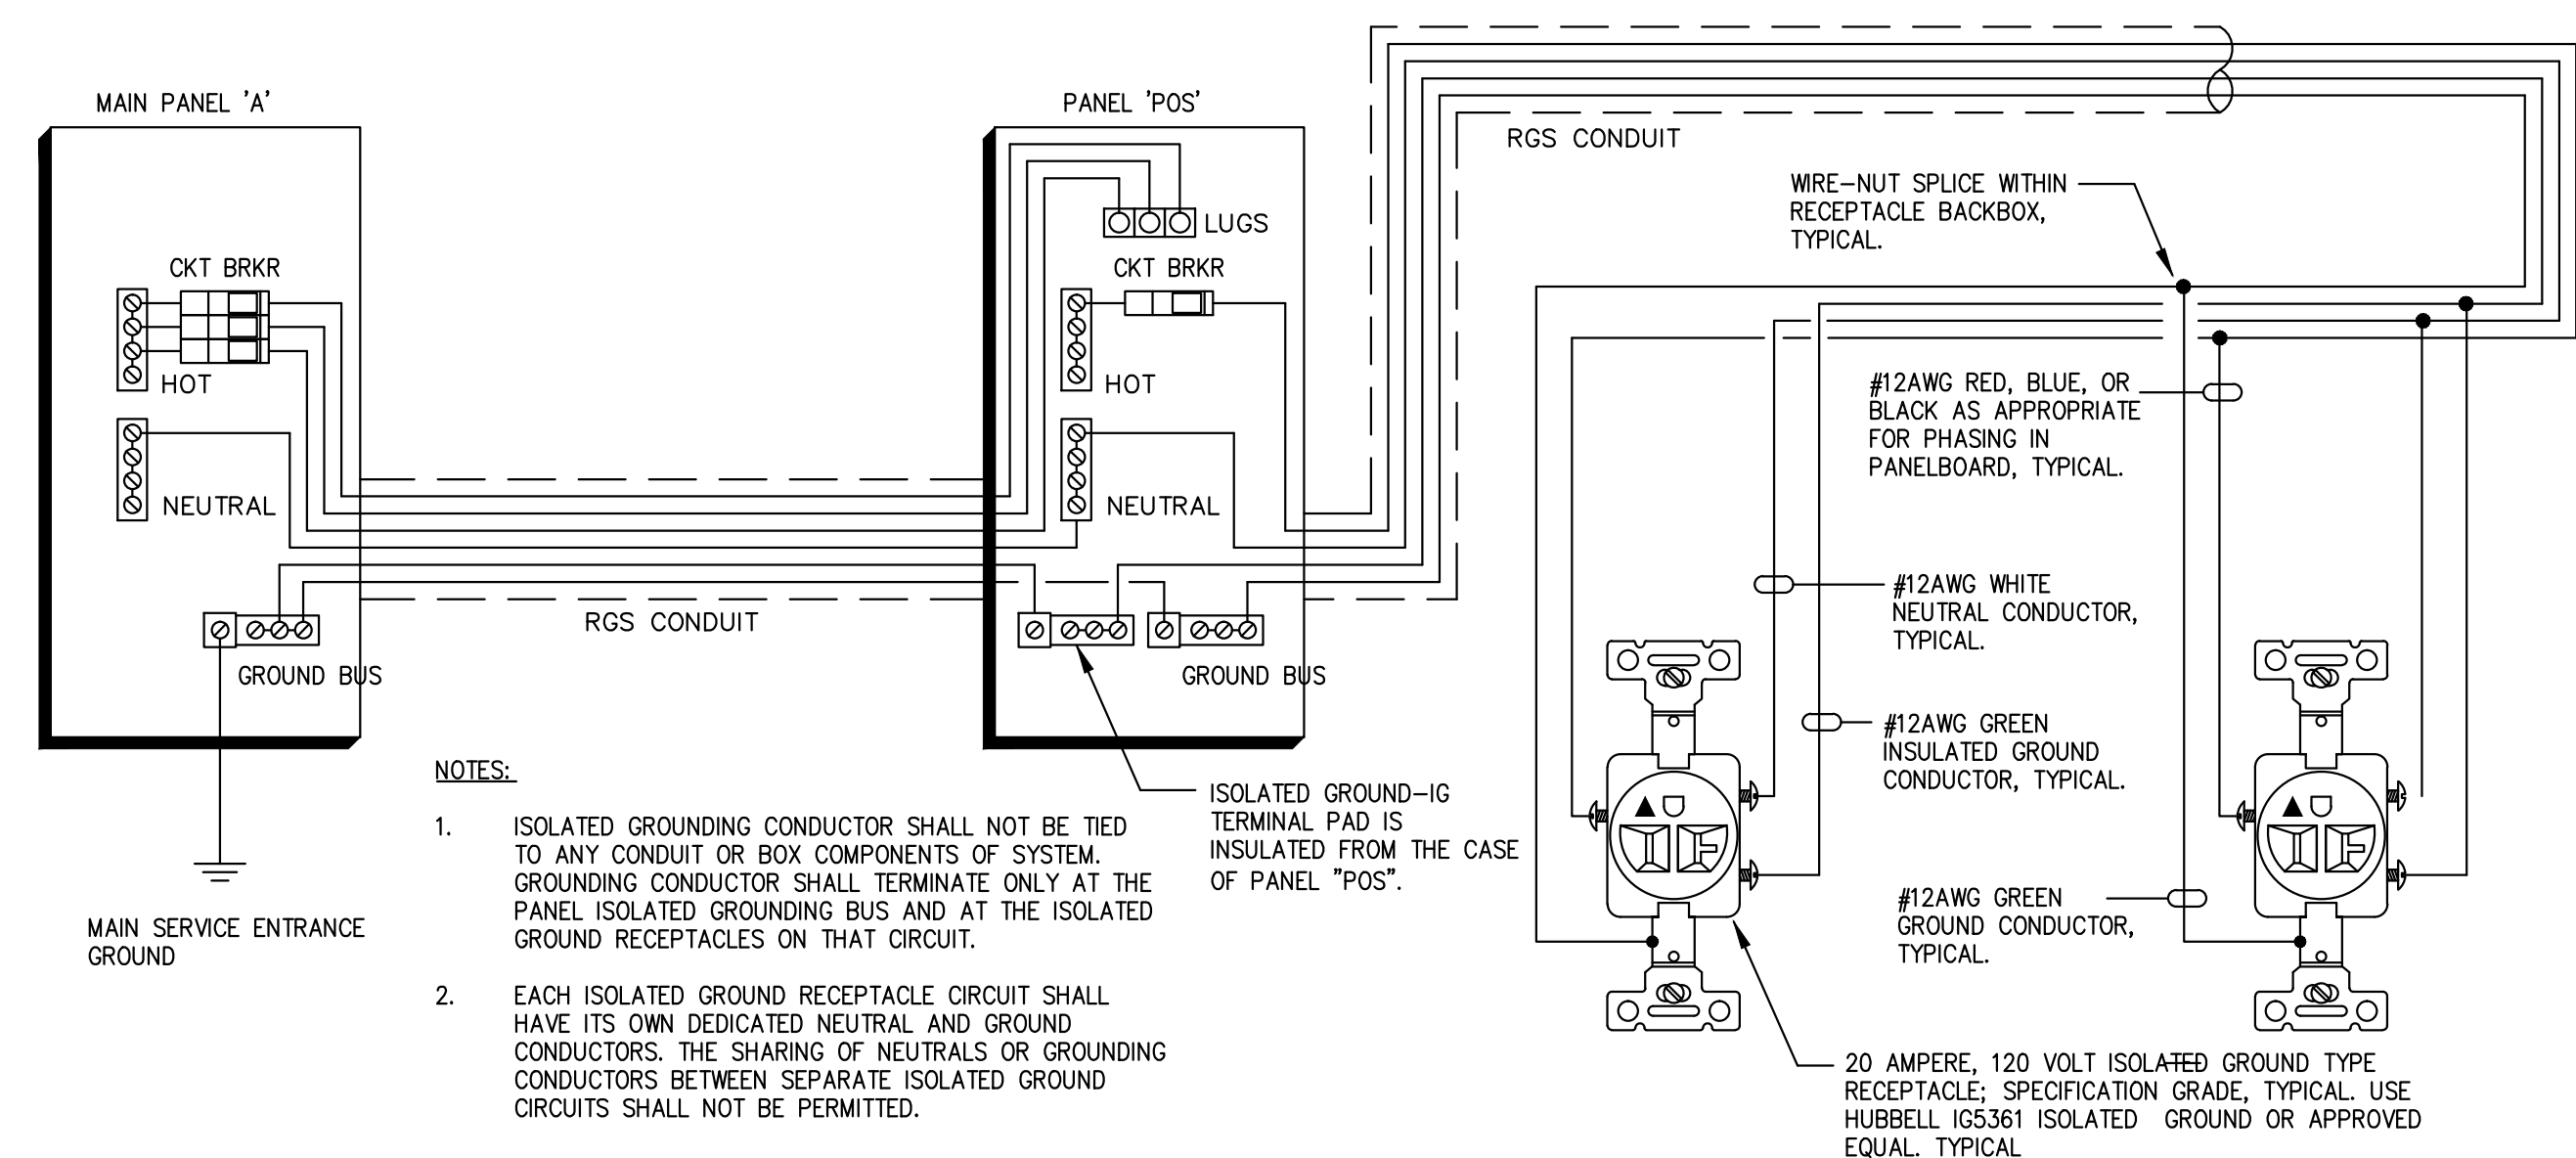 MAIN PANEL 'A'
CKT BRKR
HOT
NEUTRAL
GROUND BUS
MAIN SERVICE ENTRANCE
GROUND
RGS CONDUIT
PANEL 'POS'
LUGS
CKT BRKR
HOT
NEUTRAL
GROUND BUS
ISOLATED GROUND-IG
TERMINAL PAD IS
INSULATED FROM THE CASE
OF PANEL "POS".
NOTES:
1. ISOLATED GROUNDING CONDUCTOR SHALL NOT BE TIED
TO ANY CONDUIT OR BOX COMPONENTS OF SYSTEM.
GROUNDING CONDUCTOR SHALL TERMINATE ONLY AT THE
PANEL ISOLATED GROUNDING BUS AND AT THE ISOLATED
GROUND RECEPTACLES ON THAT CIRCUIT.
2. EACH ISOLATED GROUND RECEPTACLE CIRCUIT SHALL
HAVE ITS OWN DEDICATED NEUTRAL AND GROUND
CONDUCTORS. THE SHARING OF NEUTRALS OR GROUNDING
CONDUCTORS BETWEEN SEPARATE ISOLATED GROUND
CIRCUITS SHALL NOT BE PERMITTED.
RGS CONDUIT
WIRE-NUT SPLICE WITHIN
RECEPTACLE BACKBOX,
TYPICAL.
#12AWG RED, BLUE, OR
BLACK AS APPROPRIATE
FOR PHASING IN
PANELBOARD, TYPICAL.
#12AWG WHITE
NEUTRAL CONDUCTOR,
TYPICAL.
#12AWG GREEN
INSULATED GROUND
CONDUCTOR, TYPICAL.
#12AWG GREEN
GROUND CONDUCTOR,
TYPICAL.
20 AMPERE, 120 VOLT ISOLATED GROUND TYPE
RECEPTACLE; SPECIFICATION GRADE, TYPICAL. USE
HUBBELL IG5361 ISOLATED GROUND OR APPROVED
EQUAL. TYPICAL